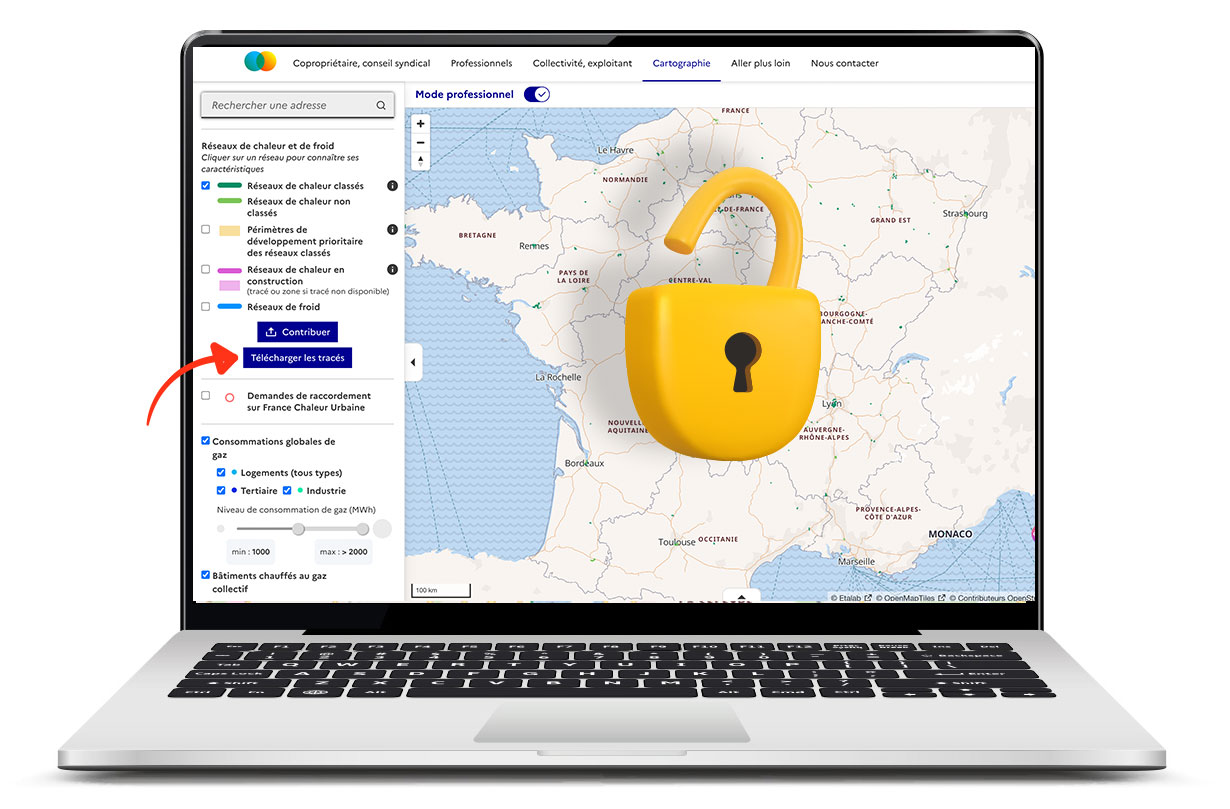 Copropriétaire, conseil syndical
Professionnels
Collectivité, exploitant
Cartographie
Aller plus loin
Nous contacter
Rechercher une adresse
Mode professionnel
Réseaux de chaleur et de froid
Cliquer sur un réseau pour connaître ses
caractéristiques
Réseaux de chaleur classés
Réseaux de chaleur non
classés
Périmètres de
développement prioritaire
des réseaux classés
Réseaux de chaleur en
construction
(tracé ou zone si tracé non disponible)
Réseaux de froid
Contribuer
Télécharger les tracés
Demandes de raccordement
sur France Chaleur Urbaine
Consommations globales de
gaz
Logements (tous types)
Tertiaire
Industrie
Niveau de consommation de gaz (MWh)
min : 1000
max : > 2000
Bâtiments chauffés au gaz
collectif
FRANCE
Le Havre
NORMANDIE
DE-FRANCE
GRAND EST
Strasbourg
BRETAGNE
Rennes
PAYS DE
LA LOIRE
CENTRE-VAL
BOURGOGNE-
La Rochelle
Lyon
AUVERGNE-
RHÔNE-ALPES
AQUITAINE
Bordeaux
PROVENCE-ALPES-
CÔTE D'AZUR
MONACO
Toulouse
OCCITANIE
Marseille
100 km
© Etalab
© OpenMapTiles
© Contributeurs OpenSt